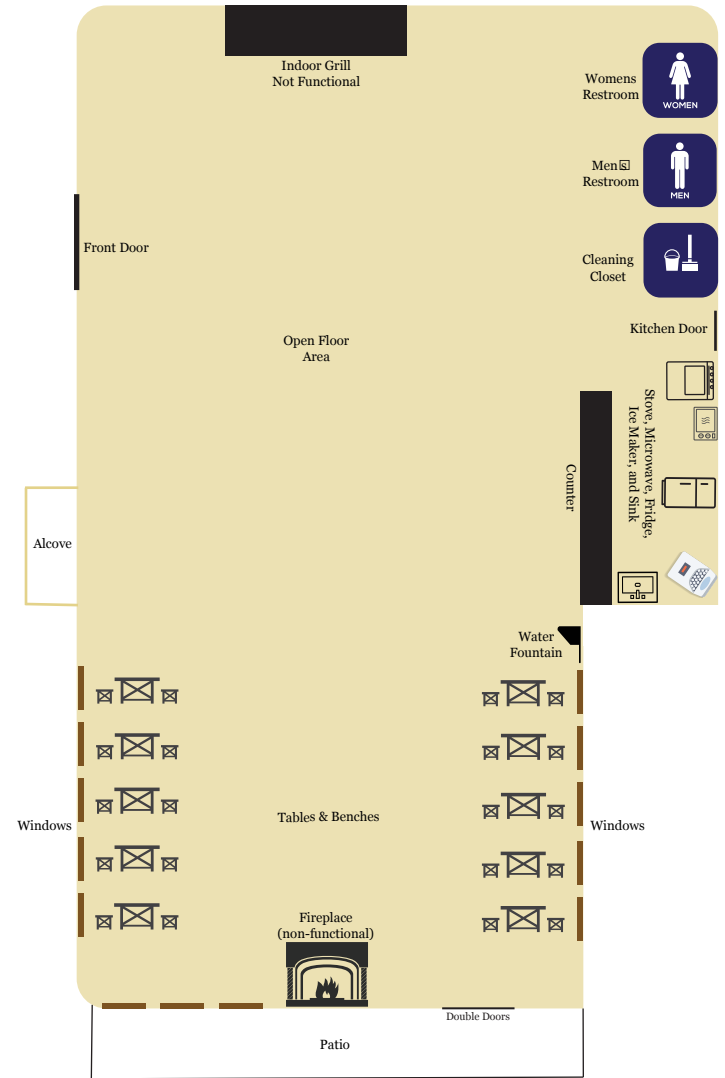 Indoor Grill
Not Functional
Womens
Restroom
WOMEN
Men's
Restroom
MEN
Front Door
Cleaning
Closet
Kitchen Door
Open Floor
Area
Stove, Microwave, Fridge,
Ice Maker, and Sink
Counter
Alcove
Water
Fountain
Tables & Benches
Windows
Windows
Fireplace
(non-functional)
Double Doors
Patio